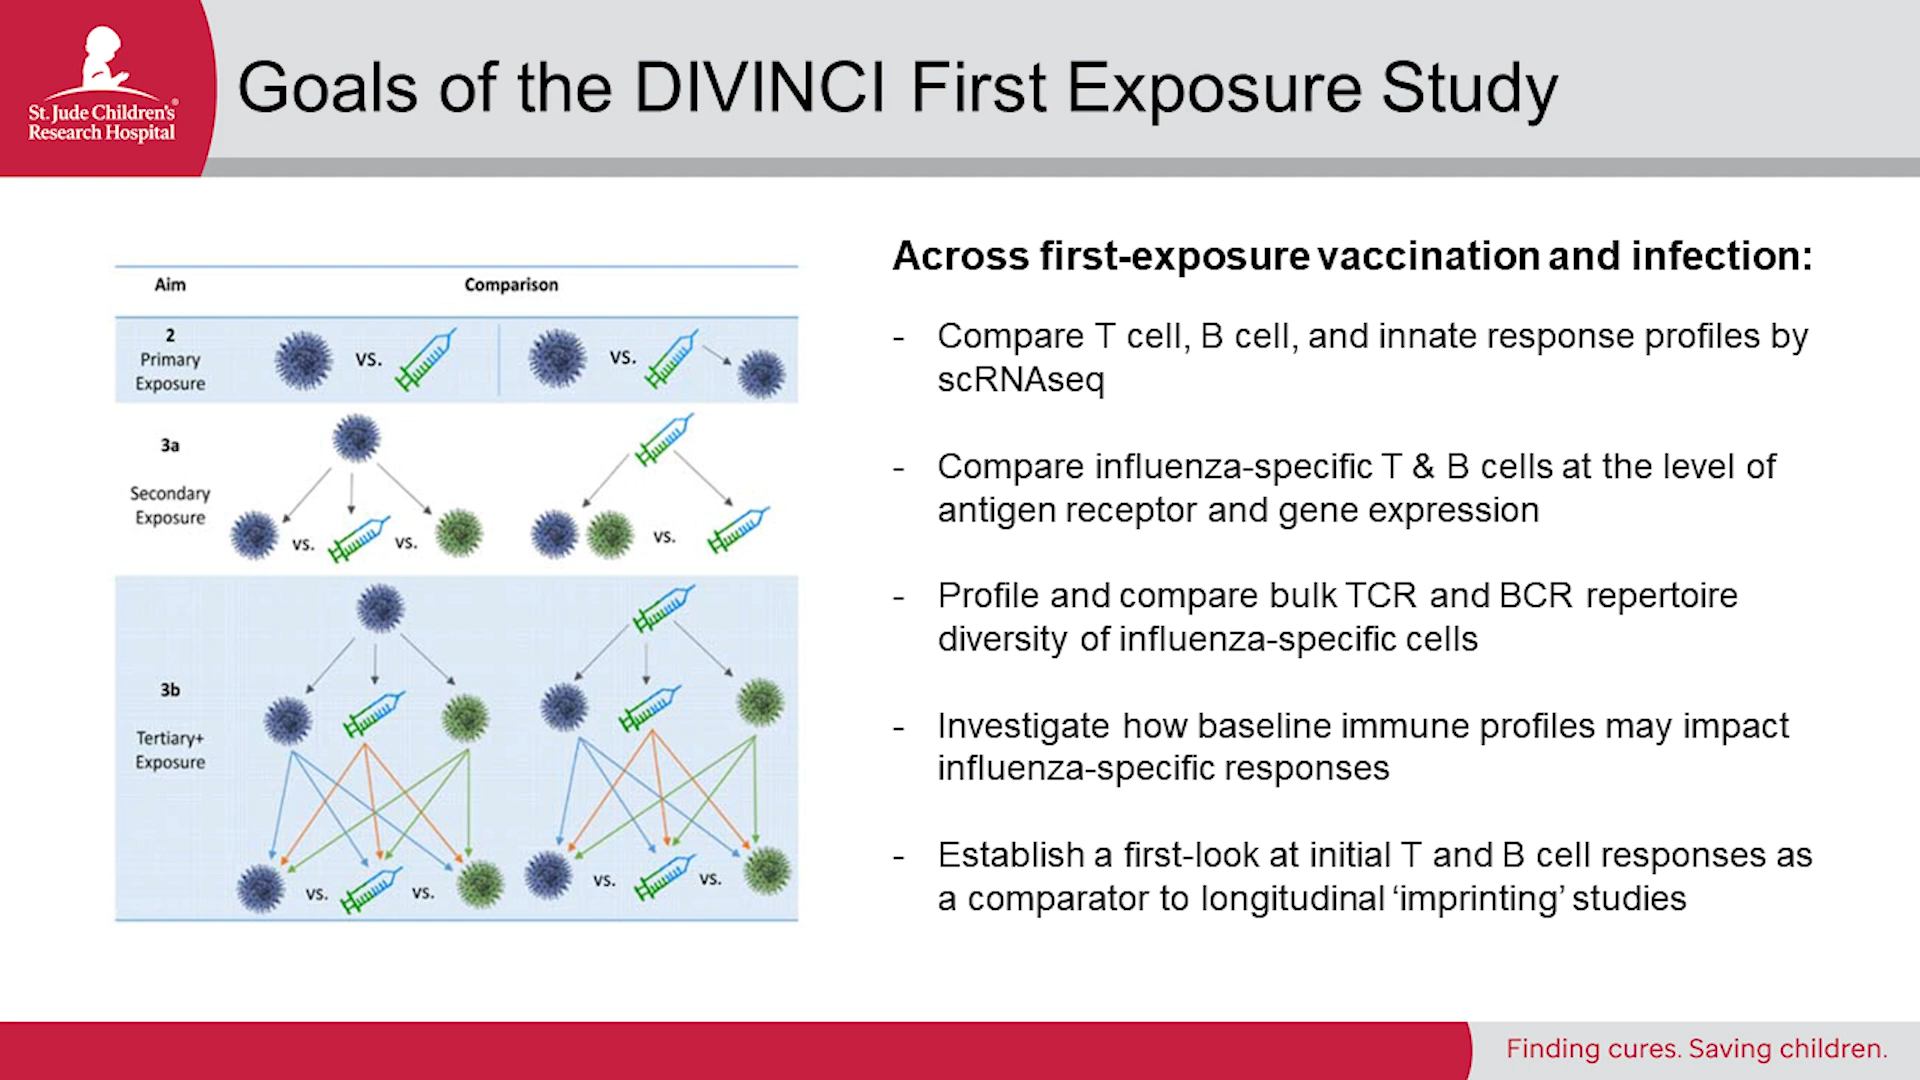 St. Jude Children's®
Research Hospital
Goals of the DIVINCI First Exposure Study
Aim
Comparison
2
Primary
Exposure
vs.
vs.
3a
Secondary
Exposure
vs.
vs.
vs.
3b
Tertiary+
Exposure
vs.
vs.
vs.
vs.
Across first-exposure vaccination and infection:
- Compare T cell, B cell, and innate response profiles by
scRNAseq
- Compare influenza-specific T & B cells at the level of
antigen receptor and gene expression
- Profile and compare bulk TCR and BCR repertoire
diversity of influenza-specific cells
- Investigate how baseline immune profiles may impact
influenza-specific responses
- Establish a first-look at initial T and B cell responses as
a comparator to longitudinal ‘imprinting’ studies
Finding cures. Saving children.